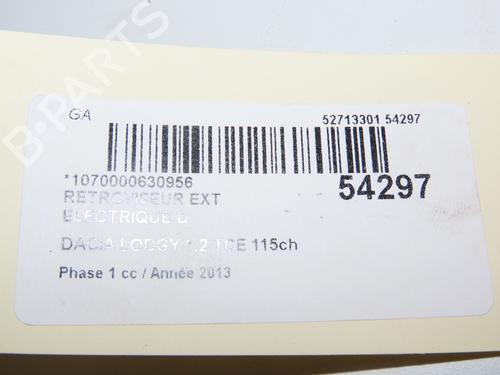 GA 52713301 54297
*1070000630956 54297
RETROVISEUR EXT
ELECTRIQUE D
DACIA LODGY 1.2 TCE 115ch
Phase 1 cc / Année 2013
B-PARTS